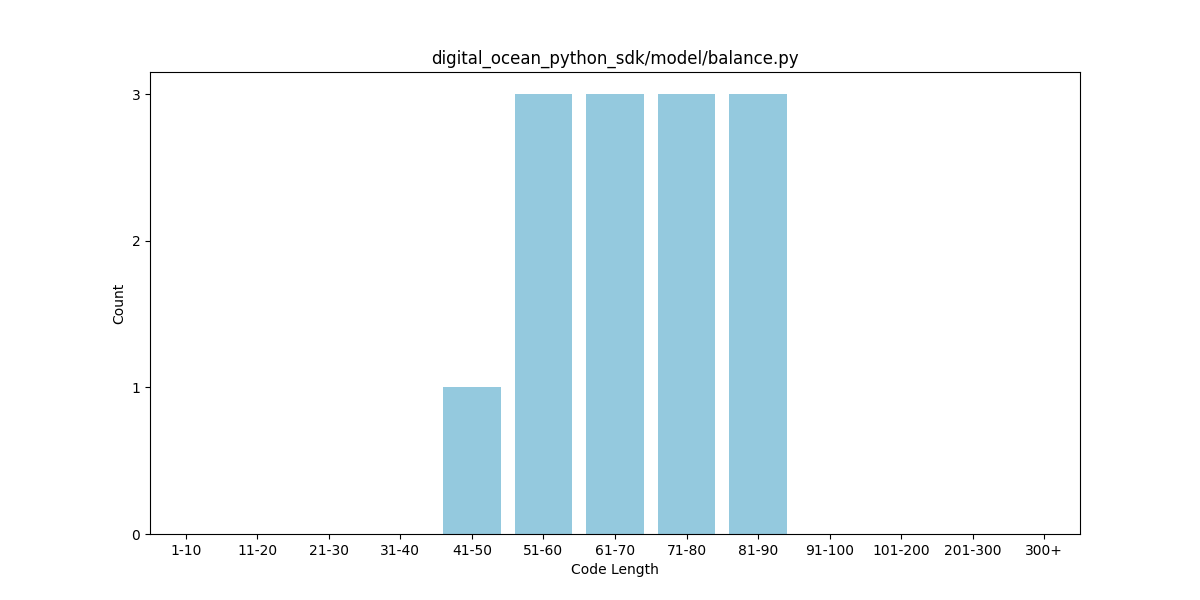 digital_ocean_python_sdk/model/balance.py
3
2
1
0
Count
1-10 11-20 21-30 31-40 41-50 51-60 61-70 71-80 81-90 91-100 101-200 201-300 300+
Code Length